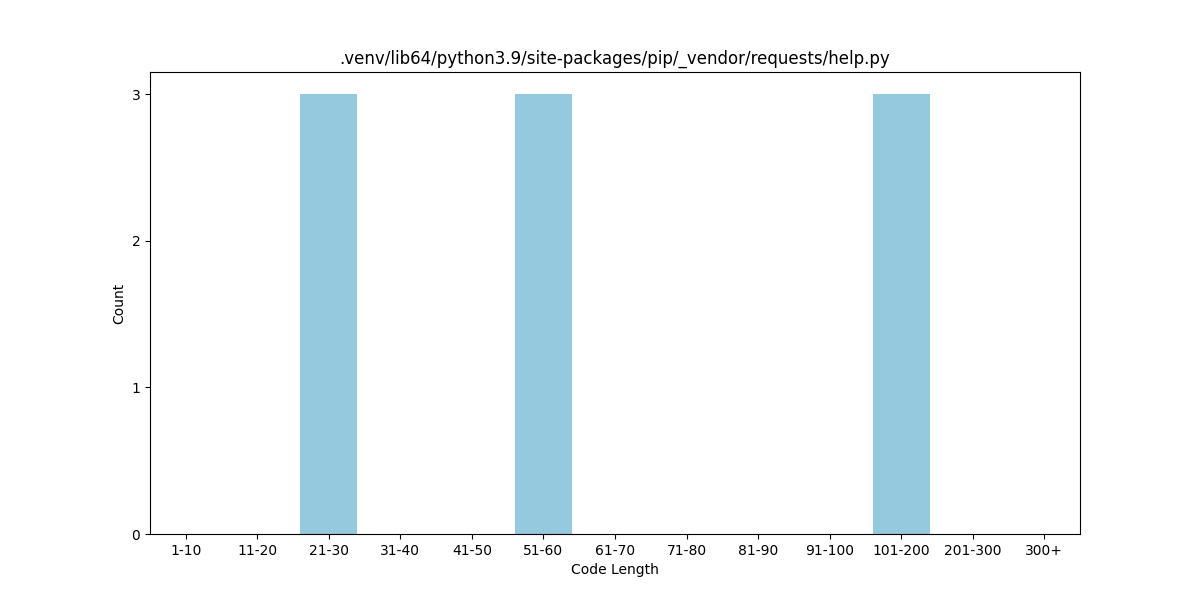 .venv/lib64/python3.9/site-packages/pip/_vendor/requests/help.py
3
2
1
0
Count
1-10 11-20 21-30 31-40 41-50 51-60 61-70 71-80 81-90 91-100 101-200 201-300 300+
Code Length